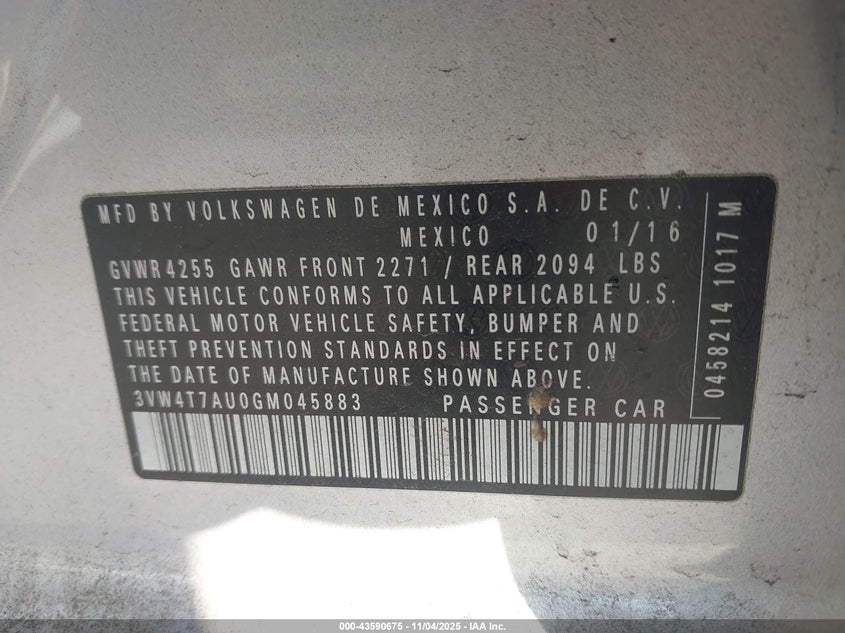 MFD BY VOLKSWAGEN DE MEXICO S.A. DE C.V.
MEXICO 01/16
GVWR4255 GAWR FRONT 2271 / REAR 2094 LBS
THIS VEHICLE CONFORMS TO ALL APPLICABLE U.S.
FEDERAL MOTOR VEHICLE SAFETY, BUMPER AND
THEFT PREVENTION STANDARDS IN EFFECT ON
THE DATE OF MANUFACTURE SHOWN ABOVE.
3VW4T7AU0GM045883 PASSENGER CAR
0458214 1017 M
000-43590675 - 11/04/2025 - IAA Inc.